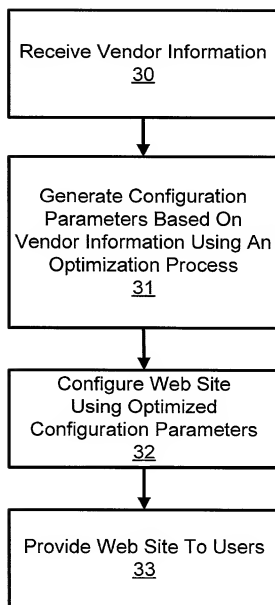 Receive Vendor Information
30
Generate Configuration
Parameters Based On
Vendor Information Using An
Optimization Process
31
Configure Web Site
Using Optimized
Configuration Parameters
32
Provide Web Site To Users
33